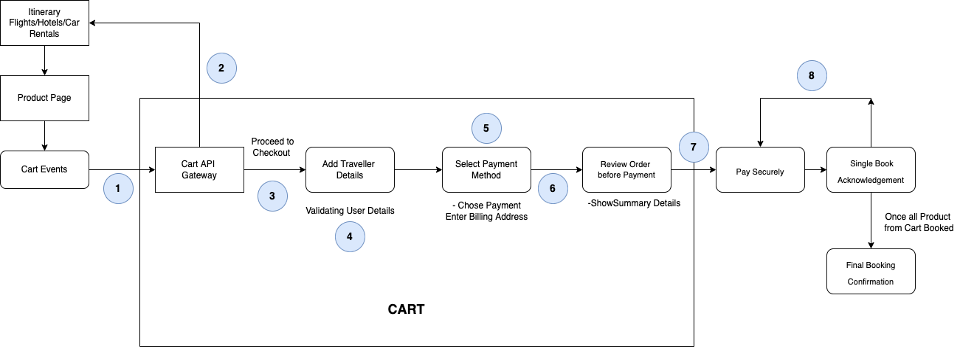 Itinerary
Flights/Hotels/Car
Rentals
Product Page
Cart Events
1
2
Cart API
Gateway
Proceed to
Checkout
3
Add Traveller
Details
Validating User Details
4
5
Select Payment
Method
- Chose Payment
Enter Billing Address
6
Review Order
before Payment
-ShowSummary Details
7
Pay Securely
8
Single Book
Acknowledgement
Once all Product
from Cart Booked
Final Booking
Confirmation
CART